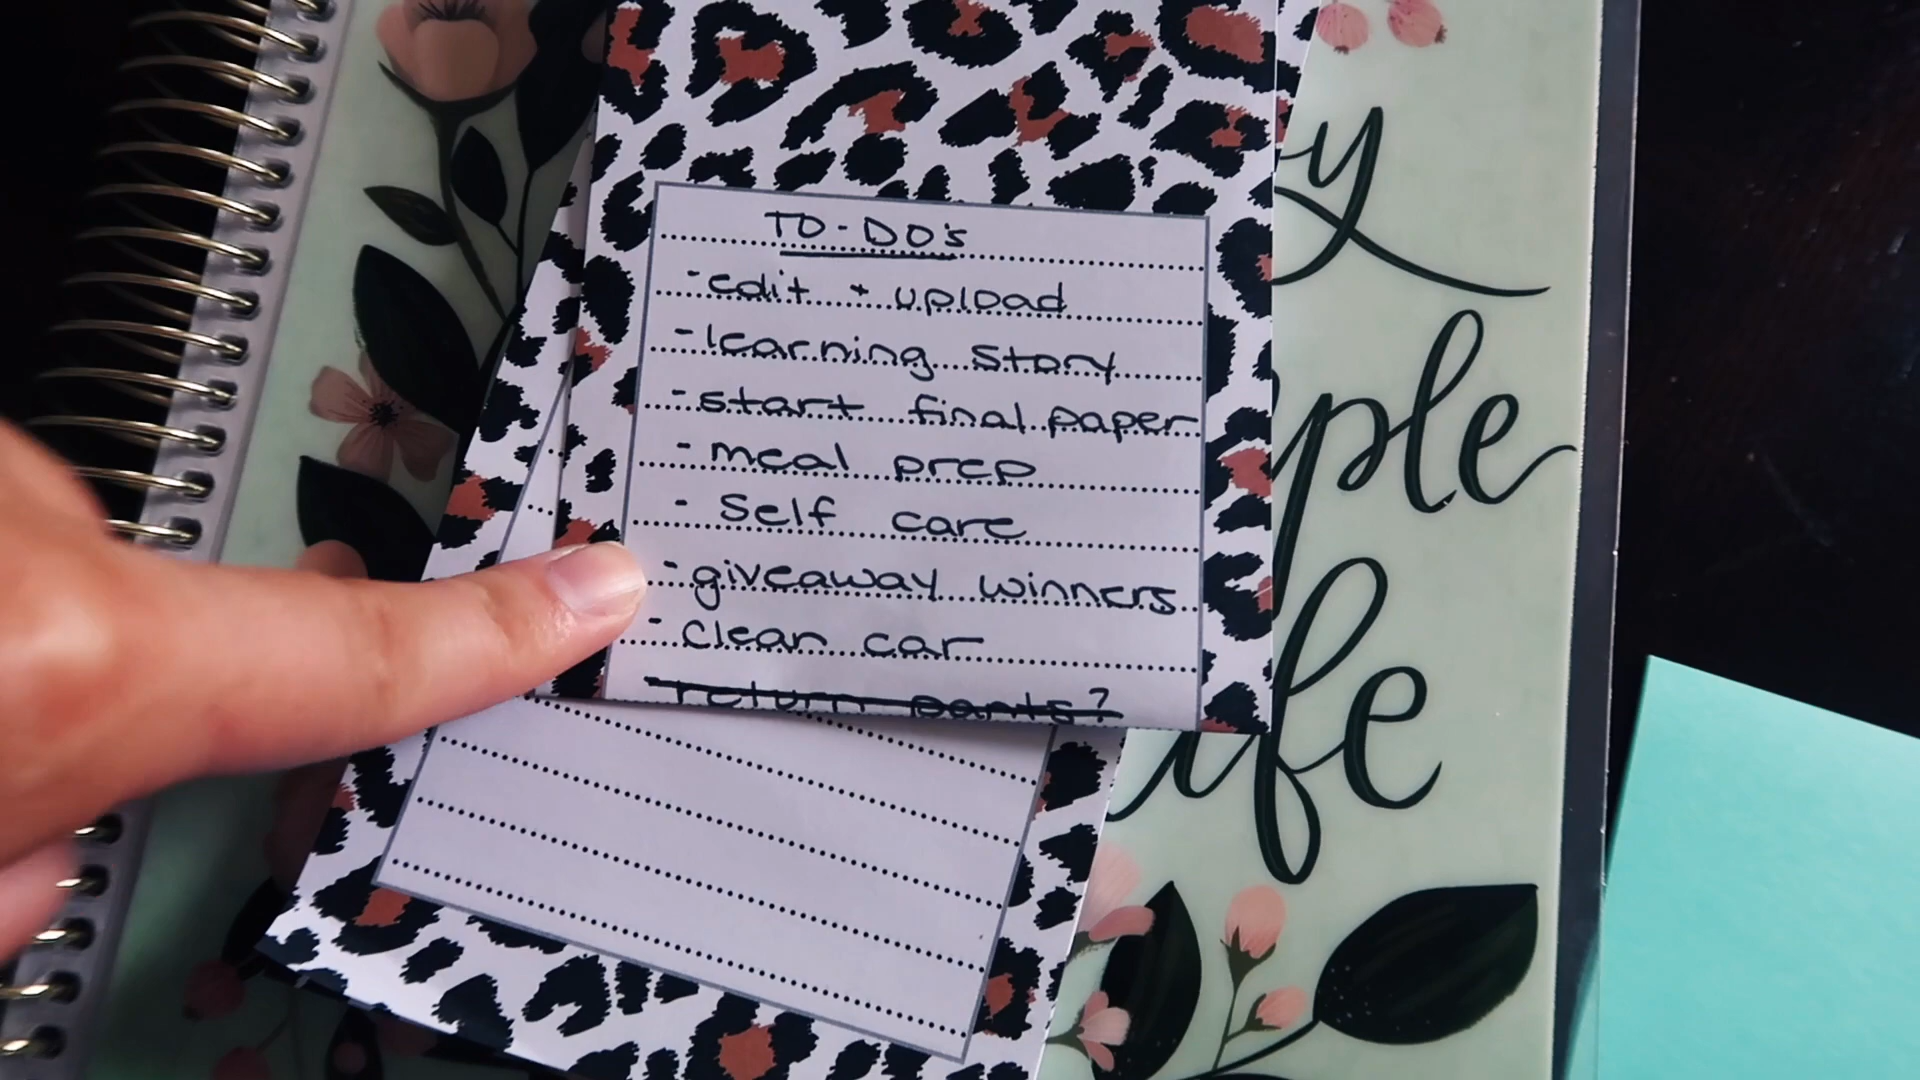 TO-DO's
- edit + upload
- learning story
- start final paper
- meal prep
- Self care
- giveaway winners
- clean car
return pants?
y
ple
life